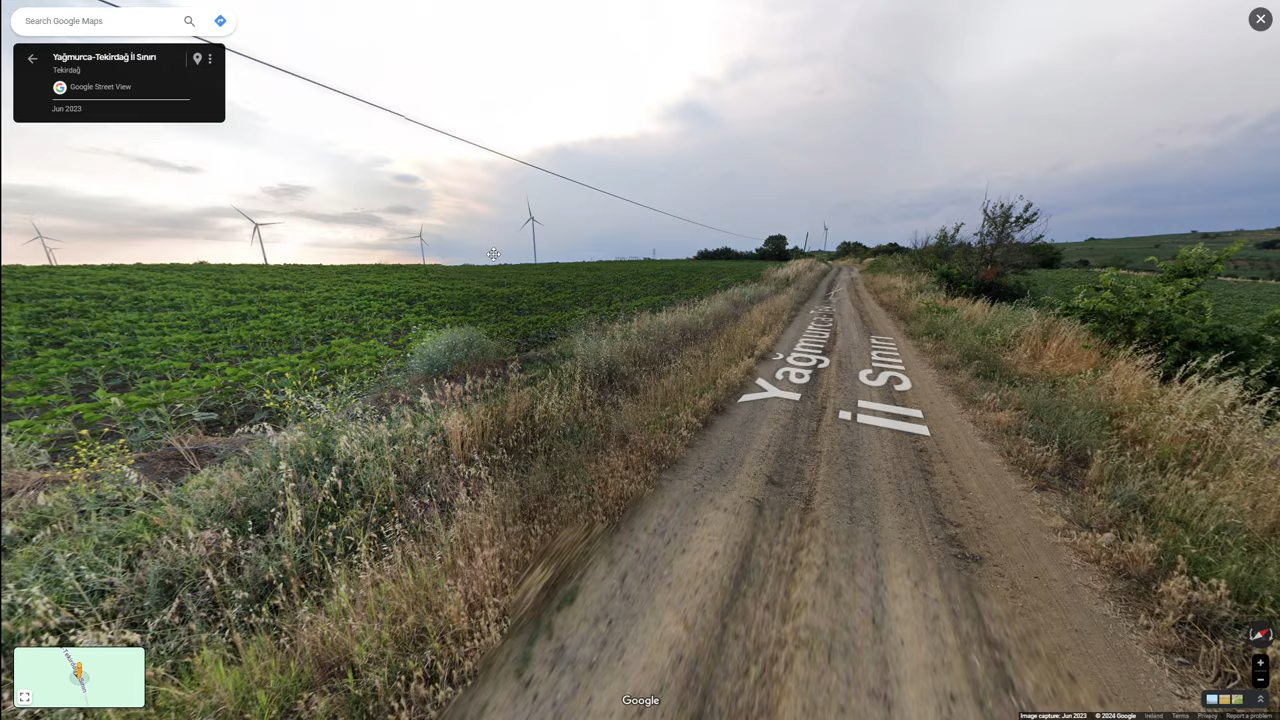 Search Google Maps
Yağmurca-Tekirdağ İl Sınırı
Tekirdağ
Google Street View
Jun 2023
Yağmurca-Te
İl Sınırı
Google
Image capture: Jun 2023 © 2024 Google Ireland Terms Privacy Report a problem